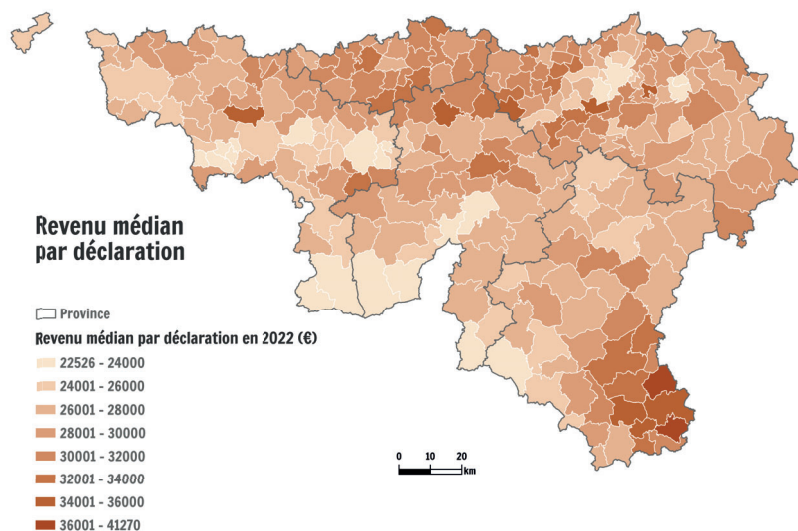 Revenu médian
par déclaration
Province
Revenu médian par déclaration en 2022 (€)
22526 - 24000
24001 - 26000
26001 - 28000
28001 - 30000
30001 - 32000
32001 - 34000
34001 - 36000
36001 - 41270
0 10 20
km